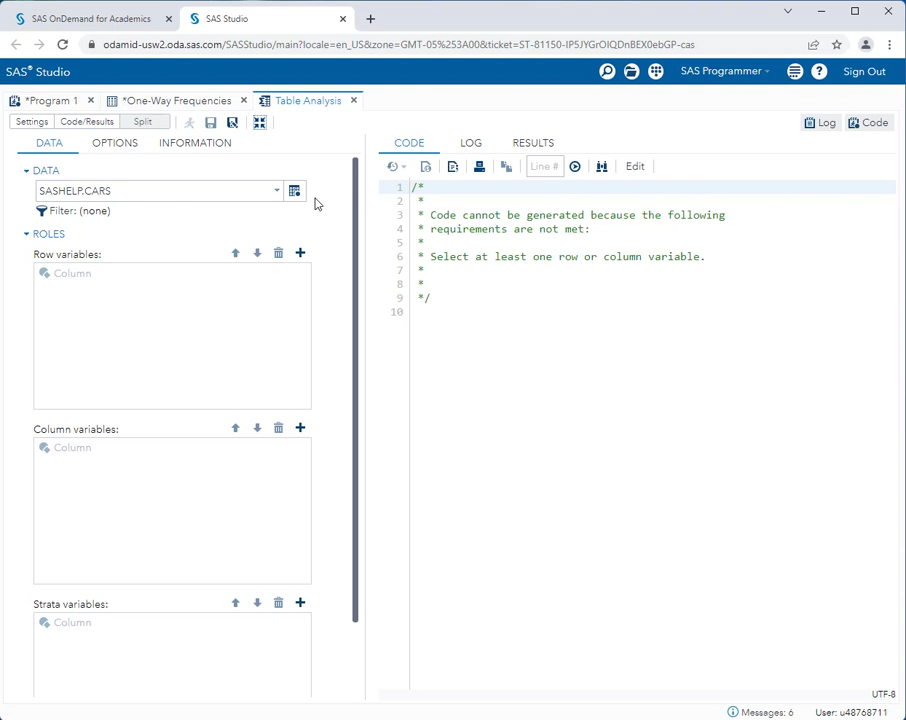 SAS OnDemand for Academics
SAS Studio
odamid-usw2.oda.sas.com/SASStudio/main?locale=en_US&zone=GMT-05%253A00&ticket=ST-81150-IP5JYGrOIQDnBEX0ebGP-cas
SAS® Studio
SAS Programmer
Sign Out
*Program 1
*One-Way Frequencies
Table Analysis
Settings
Code/Results
Split
Log
Code
DATA
OPTIONS
INFORMATION
CODE
LOG
RESULTS
DATA
SASHELP.CARS
Filter: (none)
ROLES
Row variables:
Column
Column variables:
Column
Strata variables:
Column
Line #
Edit
1 /*
2 *
3 * Code cannot be generated because the following
4 * requirements are not met:
5 *
6 * Select at least one row or column variable.
7 *
8 *
9 */
10
UTF-8
Messages: 6
User: u48768711